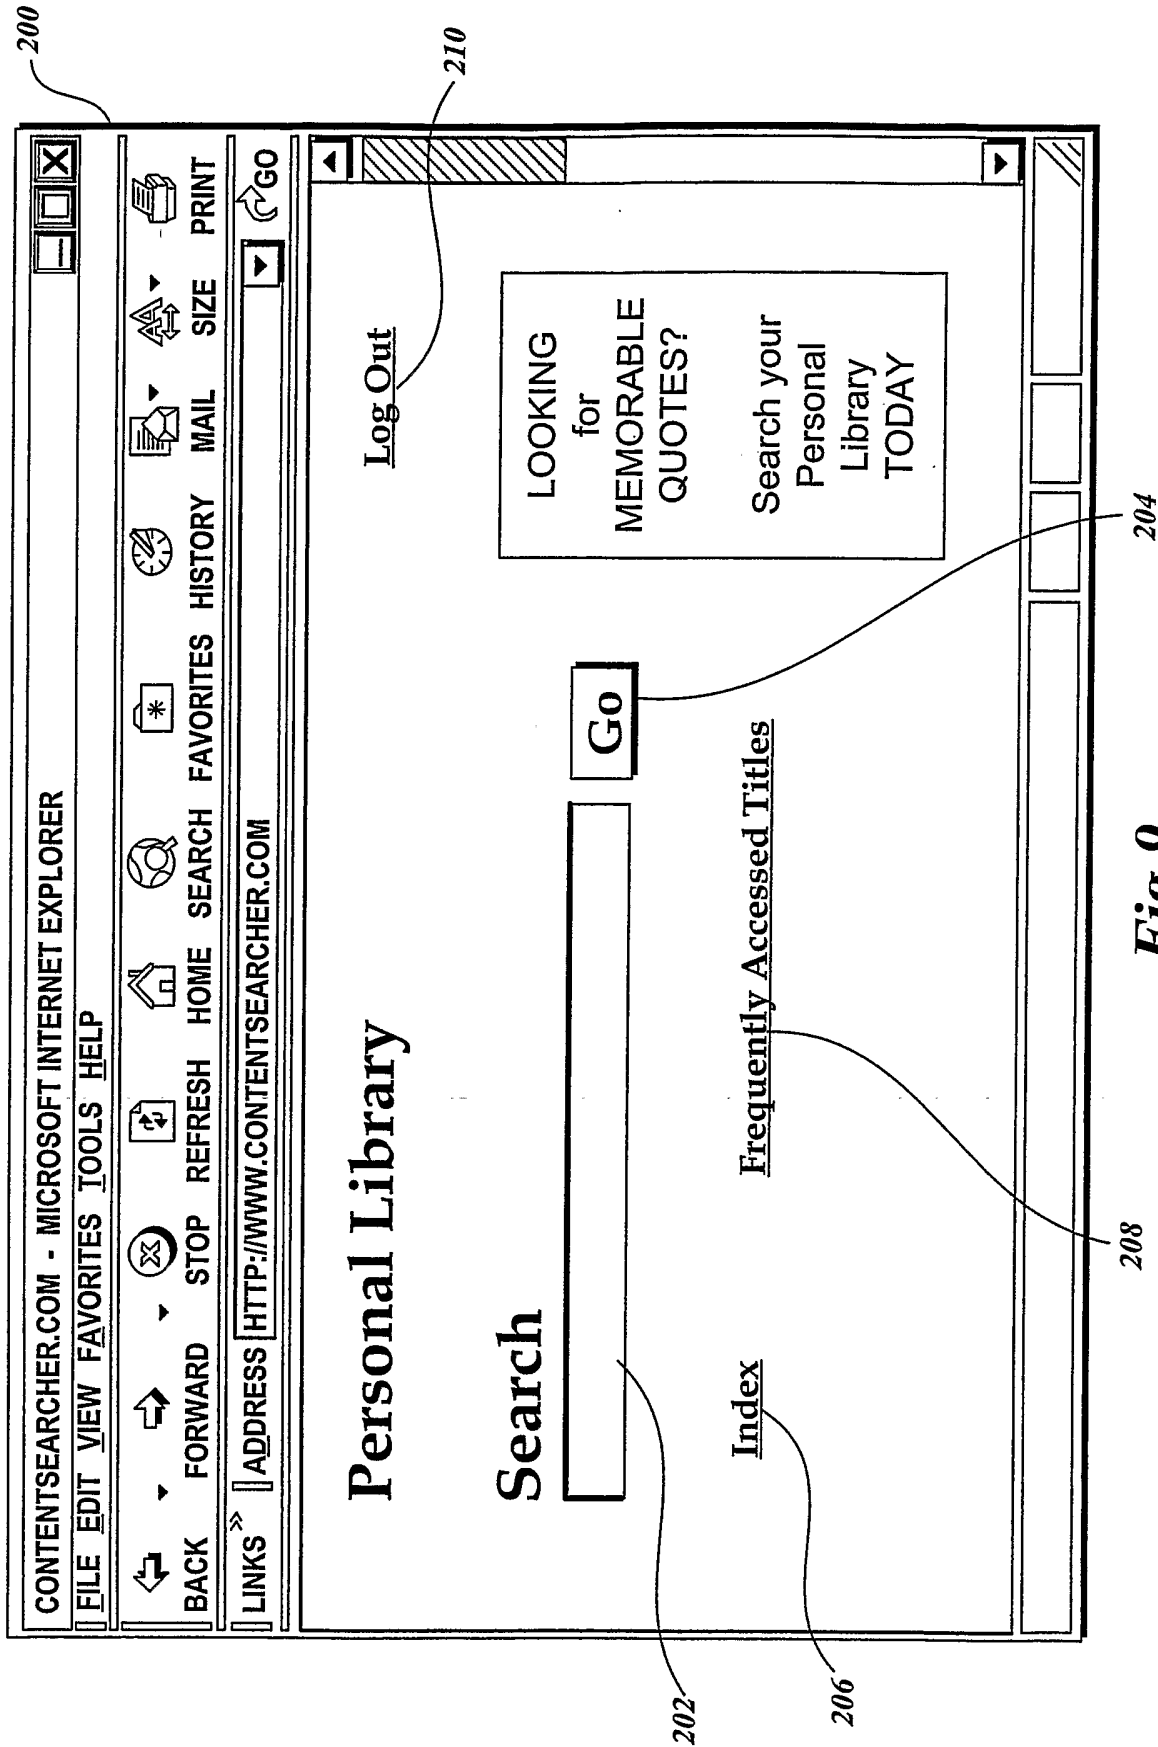 200
CONTENTSEARCHER.COM - MICROSOFT INTERNET EXPLORER
FILE EDIT VIEW FAVORITES TOOLS HELP
BACK FORWARD STOP REFRESH HOME SEARCH FAVORITES HISTORY MAIL SIZE PRINT
LINKS » ADDRESS HTTP://WWW.CONTENTSEARCHER.COM GO
210
Personal Library
Log Out
Search
Go
LOOKING
for
MEMORABLE
QUOTES?
Search your
Personal
Library
TODAY
202
Index
Frequently Accessed Titles
206
208
204
Fig.9